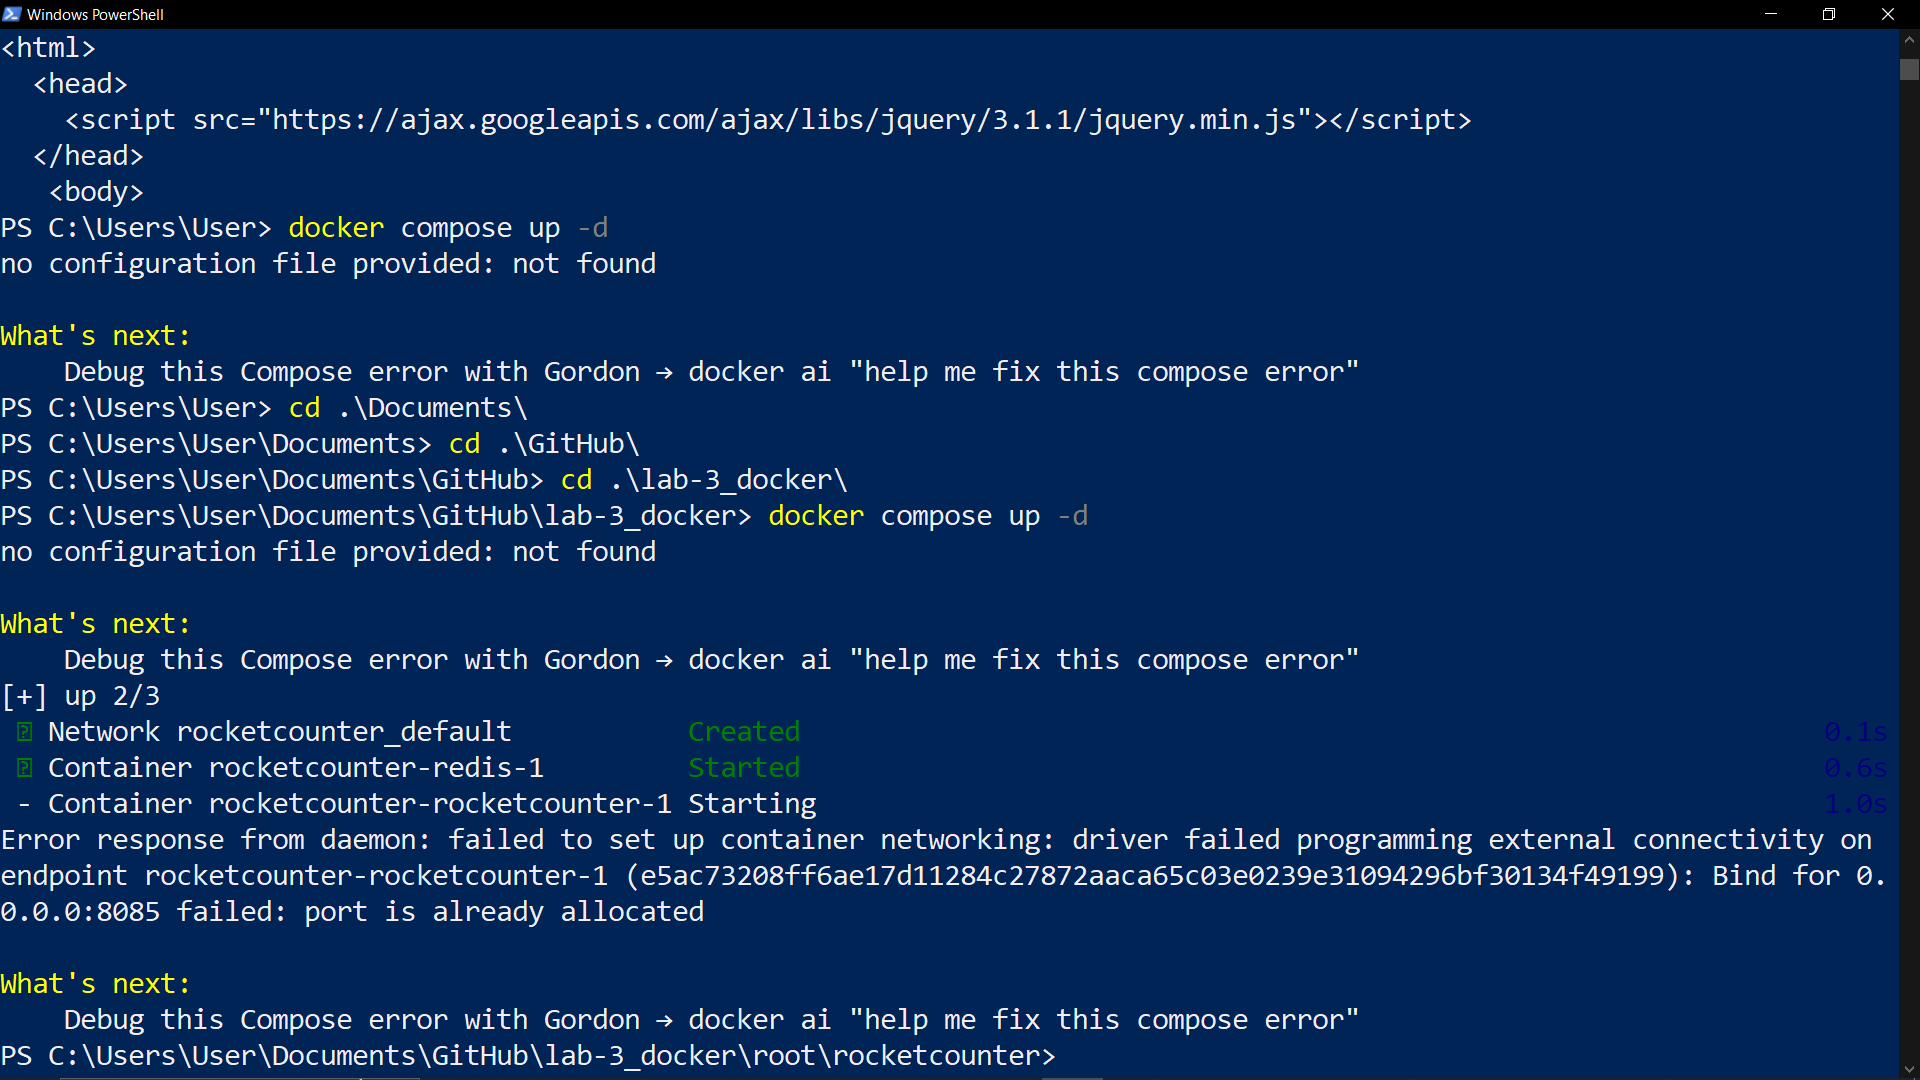 Windows PowerShell
<html>
  <head>
    <script src="https://ajax.googleapis.com/ajax/libs/jquery/3.1.1/jquery.min.js"></script>
  </head>
   <body>
PS C:\Users\User> docker compose up -d
no configuration file provided: not found

What's next:
    Debug this Compose error with Gordon → docker ai "help me fix this compose error"
PS C:\Users\User> cd .\Documents\
PS C:\Users\User\Documents> cd .\GitHub\
PS C:\Users\User\Documents\GitHub> cd .\lab-3_docker\
PS C:\Users\User\Documents\GitHub\lab-3_docker> docker compose up -d
no configuration file provided: not found

What's next:
    Debug this Compose error with Gordon → docker ai "help me fix this compose error"
[+] up 2/3
 ⍰ Network rocketcounter_default           Created 0.1s
 ⍰ Container rocketcounter-redis-1         Started 0.6s
 - Container rocketcounter-rocketcounter-1 Starting 1.0s
Error response from daemon: failed to set up container networking: driver failed programming external connectivity on
endpoint rocketcounter-rocketcounter-1 (e5ac73208ff6ae17d11284c27872aaca65c03e0239e31094296bf30134f49199): Bind for 0.
0.0.0:8085 failed: port is already allocated

What's next:
    Debug this Compose error with Gordon → docker ai "help me fix this compose error"
PS C:\Users\User\Documents\GitHub\lab-3_docker\root\rocketcounter>